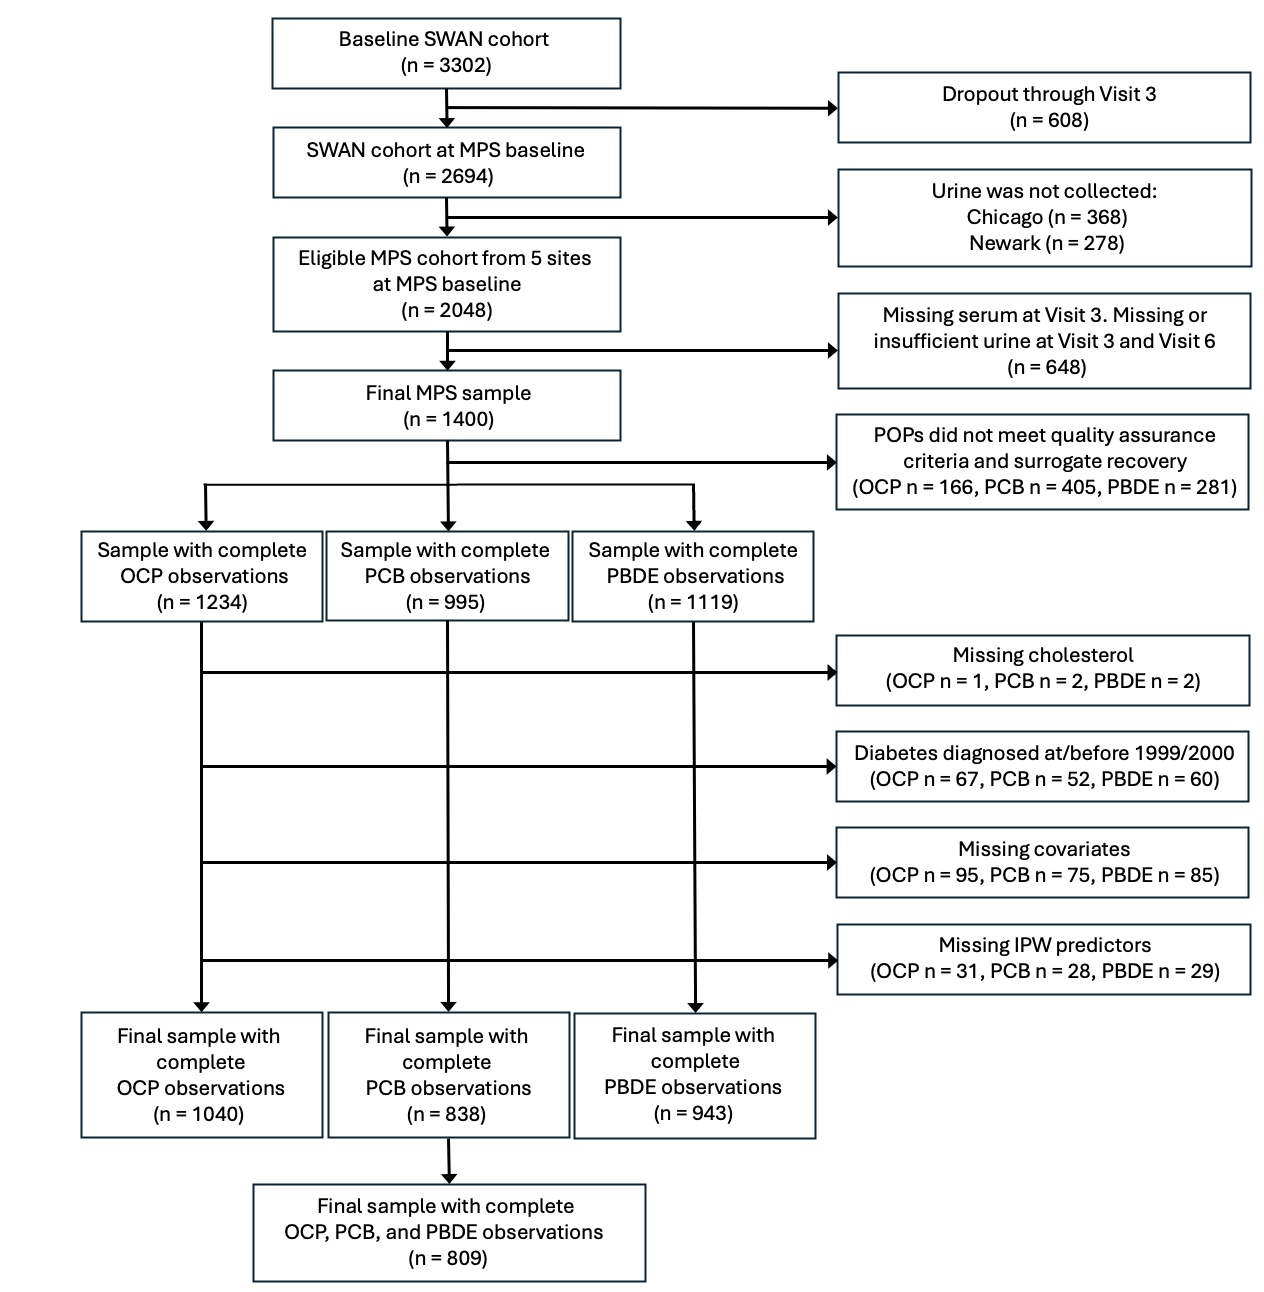 Baseline SWAN cohort
(n = 3302)
Dropout through Visit 3
(n = 608)
SWAN cohort at MPS baseline
(n = 2694)
Urine was not collected:
Chicago (n = 368)
Newark (n = 278)
Eligible MPS cohort from 5 sites
at MPS baseline
(n = 2048)
Missing serum at Visit 3. Missing or
insufficient urine at Visit 3 and Visit 6
(n = 648)
Final MPS sample
(n = 1400)
POPs did not meet quality assurance
criteria and surrogate recovery
(OCP n = 166, PCB n = 405, PBDE n = 281)
Sample with complete
OCP observations
(n = 1234)
Sample with complete
PCB observations
(n = 995)
Sample with complete
PBDE observations
(n = 1119)
Missing cholesterol
(OCP n = 1, PCB n = 2, PBDE n = 2)
Diabetes diagnosed at/before 1999/2000
(OCP n = 67, PCB n = 52, PBDE n = 60)
Missing covariates
(OCP n = 95, PCB n = 75, PBDE n = 85)
Missing IPW predictors
(OCP n = 31, PCB n = 28, PBDE n = 29)
Final sample with
complete
OCP observations
(n = 1040)
Final sample with
complete
PCB observations
(n = 838)
Final sample with
complete
PBDE observations
(n = 943)
Final sample with complete
OCP, PCB, and PBDE observations
(n = 809)